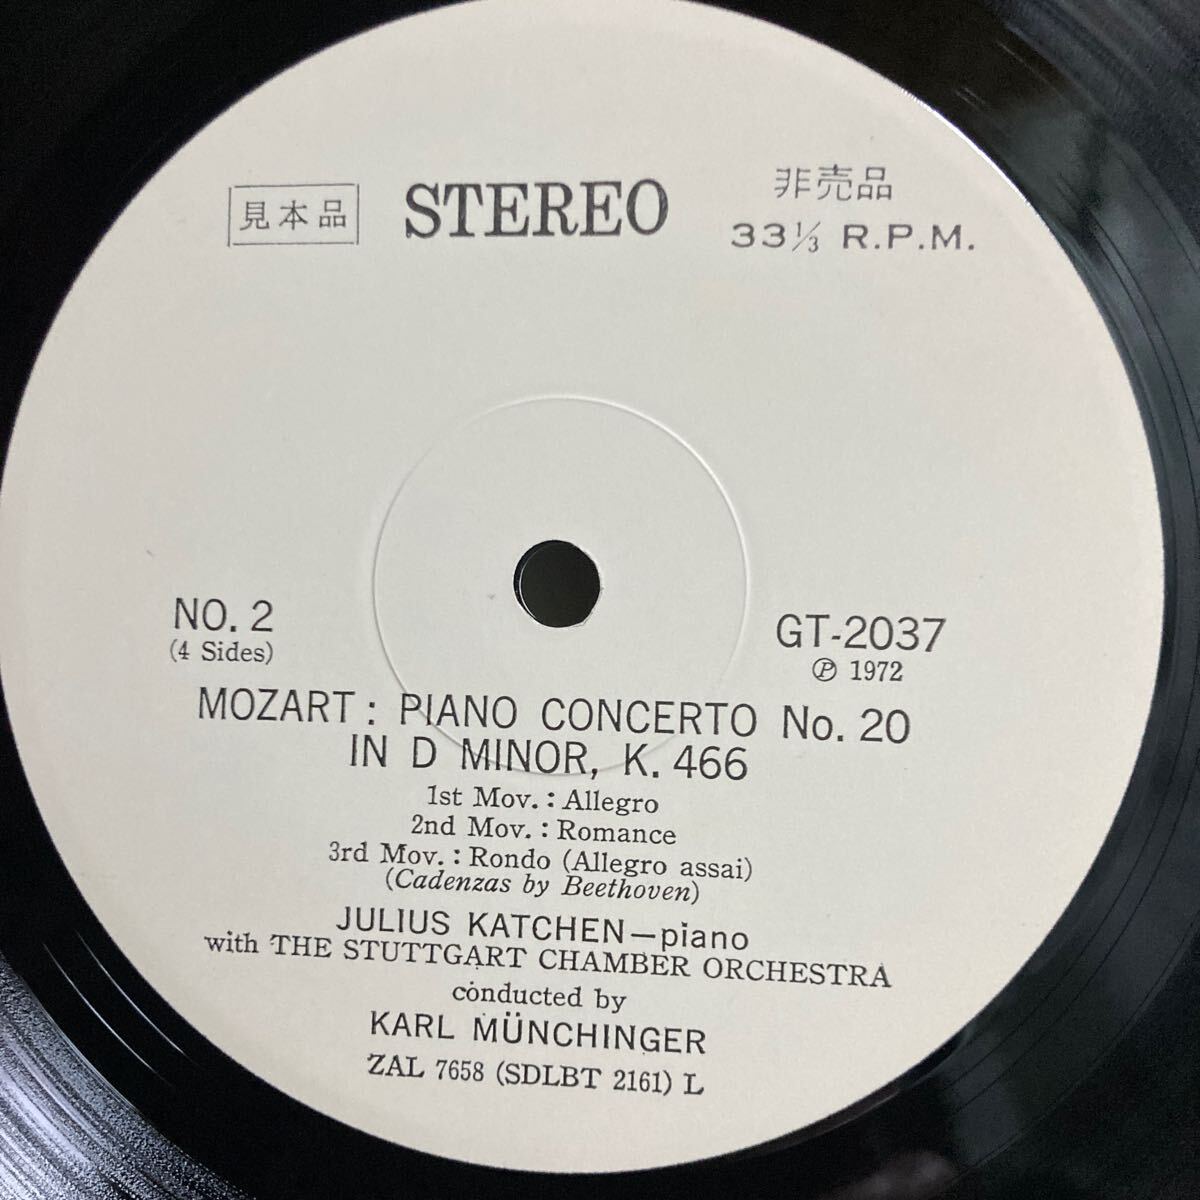 見本品 STEREO 非売品
33⅓ R.P.M.
NO. 2 GT-2037
(4 Sides) Ⓟ 1972
MOZART : PIANO CONCERTO No. 20
IN D MINOR, K. 466
1st Mov. : Allegro
2nd Mov. : Romance
3rd Mov. : Rondo (Allegro assai)
(Cadenzas by Beethoven)
JULIUS KATCHEN—piano
with THE STUTTGART CHAMBER ORCHESTRA
conducted by
KARL MÜNCHINGER
ZAL 7658 (SDLBT 2161) L